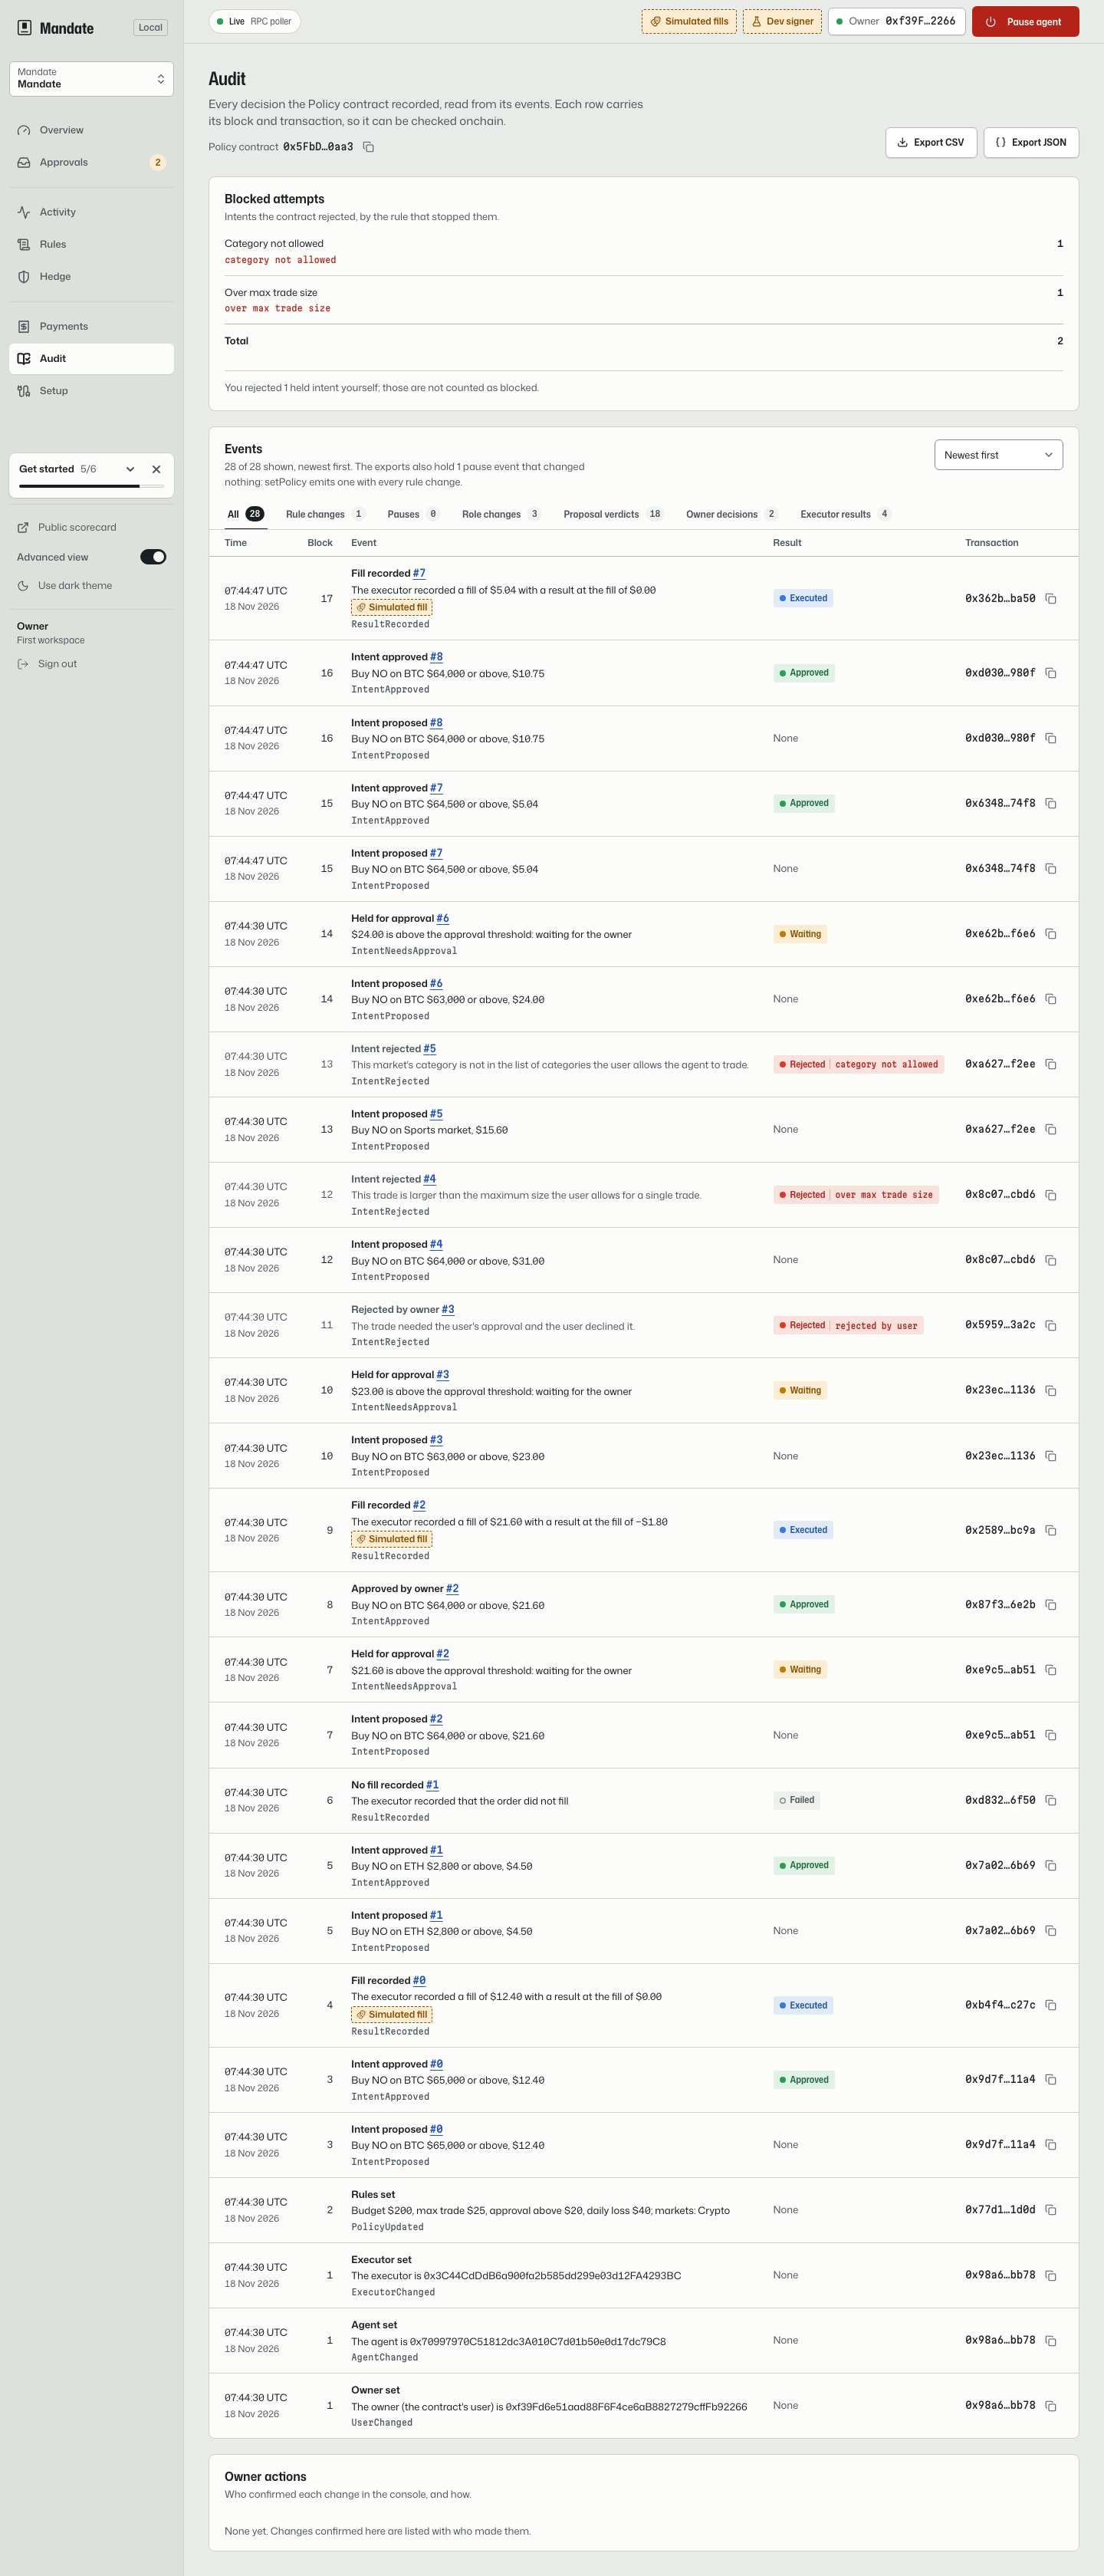 Mandate
Local
Mandate
Mandate
Overview
Approvals 2
Activity
Rules
Hedge
Payments
Audit
Setup
Get started 5/6
Public scorecard
Advanced view
Use dark theme
Owner
First workspace
Sign out
Live RPC poller
Simulated fills
Dev signer
Owner 0xf39F…2266
Pause agent
Audit
Every decision the Policy contract recorded, read from its events. Each row carries
its block and transaction, so it can be checked onchain.
Policy contract 0x5FbD…0aa3
Export CSV
Export JSON
Blocked attempts
Intents the contract rejected, by the rule that stopped them.
Category not allowed 1
category not allowed
Over max trade size 1
over max trade size
Total 2
You rejected 1 held intent yourself; those are not counted as blocked.
Events
28 of 28 shown, newest first. The exports also hold 1 pause event that changed
nothing: setPolicy emits one with every rule change.
Newest first
All 28 Rule changes 1 Pauses 0 Role changes 3 Proposal verdicts 18 Owner decisions 2 Executor results 4
Time Block Event Result Transaction
Fill recorded #7
07:44:47 UTC
18 Nov 2026
17
The executor recorded a fill of $5.04 with a result at the fill of $0.00
Simulated fill
ResultRecorded
Executed
0x362b…ba50
Intent approved #8
07:44:47 UTC
18 Nov 2026
16
Buy NO on BTC $64,000 or above, $10.75
IntentApproved
Approved
0xd030…980f
Intent proposed #8
07:44:47 UTC
18 Nov 2026
16
Buy NO on BTC $64,000 or above, $10.75
IntentProposed
None
0xd030…980f
Intent approved #7
07:44:47 UTC
18 Nov 2026
15
Buy NO on BTC $64,500 or above, $5.04
IntentApproved
Approved
0x6348…74f8
Intent proposed #7
07:44:47 UTC
18 Nov 2026
15
Buy NO on BTC $64,500 or above, $5.04
IntentProposed
None
0x6348…74f8
Held for approval #6
07:44:30 UTC
18 Nov 2026
14
$24.00 is above the approval threshold: waiting for the owner
IntentNeedsApproval
Waiting
0xe62b…f6e6
Intent proposed #6
07:44:30 UTC
18 Nov 2026
14
Buy NO on BTC $63,000 or above, $24.00
IntentProposed
None
0xe62b…f6e6
Intent rejected #5
07:44:30 UTC
18 Nov 2026
13
This market's category is not in the list of categories the user allows the agent to trade.
IntentRejected
Rejected category not allowed
0xa627…f2ee
Intent proposed #5
07:44:30 UTC
18 Nov 2026
13
Buy NO on Sports market, $15.60
IntentProposed
None
0xa627…f2ee
Intent rejected #4
07:44:30 UTC
18 Nov 2026
12
This trade is larger than the maximum size the user allows for a single trade.
IntentRejected
Rejected over max trade size
0x8c07…cbd6
Intent proposed #4
07:44:30 UTC
18 Nov 2026
12
Buy NO on BTC $64,000 or above, $31.00
IntentProposed
None
0x8c07…cbd6
Rejected by owner #3
07:44:30 UTC
18 Nov 2026
11
The trade needed the user's approval and the user declined it.
IntentRejected
Rejected rejected by user
0x5959…3a2c
Held for approval #3
07:44:30 UTC
18 Nov 2026
10
$23.00 is above the approval threshold: waiting for the owner
IntentNeedsApproval
Waiting
0x23ec…1136
Intent proposed #3
07:44:30 UTC
18 Nov 2026
10
Buy NO on BTC $63,000 or above, $23.00
IntentProposed
None
0x23ec…1136
Fill recorded #2
07:44:30 UTC
18 Nov 2026
9
The executor recorded a fill of $21.60 with a result at the fill of −$1.80
Simulated fill
ResultRecorded
Executed
0x2589…bc9a
Approved by owner #2
07:44:30 UTC
18 Nov 2026
8
Buy NO on BTC $64,000 or above, $21.60
IntentApproved
Approved
0x87f3…6e2b
Held for approval #2
07:44:30 UTC
18 Nov 2026
7
$21.60 is above the approval threshold: waiting for the owner
IntentNeedsApproval
Waiting
0xe9c5…ab51
Intent proposed #2
07:44:30 UTC
18 Nov 2026
7
Buy NO on BTC $64,000 or above, $21.60
IntentProposed
None
0xe9c5…ab51
No fill recorded #1
07:44:30 UTC
18 Nov 2026
6
The executor recorded that the order did not fill
ResultRecorded
Failed
0xd832…6f50
Intent approved #1
07:44:30 UTC
18 Nov 2026
5
Buy NO on ETH $2,800 or above, $4.50
IntentApproved
Approved
0x7a02…6b69
Intent proposed #1
07:44:30 UTC
18 Nov 2026
5
Buy NO on ETH $2,800 or above, $4.50
IntentProposed
None
0x7a02…6b69
Fill recorded #0
07:44:30 UTC
18 Nov 2026
4
The executor recorded a fill of $12.40 with a result at the fill of $0.00
Simulated fill
ResultRecorded
Executed
0xb4f4…c27c
Intent approved #0
07:44:30 UTC
18 Nov 2026
3
Buy NO on BTC $65,000 or above, $12.40
IntentApproved
Approved
0x9d7f…11a4
Intent proposed #0
07:44:30 UTC
18 Nov 2026
3
Buy NO on BTC $65,000 or above, $12.40
IntentProposed
None
0x9d7f…11a4
Rules set
07:44:30 UTC
18 Nov 2026
2
Budget $200, max trade $25, approval above $20, daily loss $40; markets: Crypto
PolicyUpdated
None
0x77d1…1d0d
Executor set
07:44:30 UTC
18 Nov 2026
1
The executor is 0x3C44CdDdB6a900fa2b585dd299e03d12FA4293BC
ExecutorChanged
None
0x98a6…bb78
Agent set
07:44:30 UTC
18 Nov 2026
1
The agent is 0x70997970C51812dc3A010C7d01b50e0d17dc79C8
AgentChanged
None
0x98a6…bb78
Owner set
07:44:30 UTC
18 Nov 2026
1
The owner (the contract's user) is 0xf39Fd6e51aad88F6F4ce6aB8827279cffFb92266
UserChanged
None
0x98a6…bb78
Owner actions
Who confirmed each change in the console, and how.
None yet. Changes confirmed here are listed with who made them.